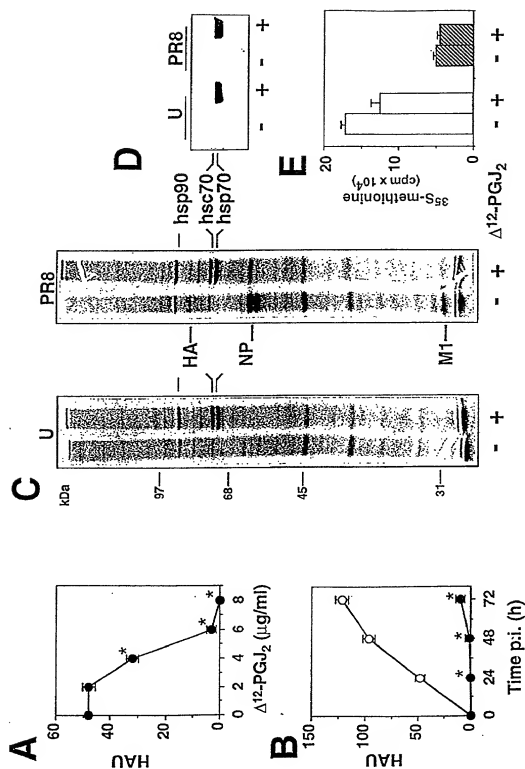 A
60
40
20
0
HAU
0 2 4 6 8
* * *
Δ12-PGJ2 (μg/ml)
B
150
100
50
0
HAU
0 24 48 72
* * *
Time p.i. (h)
C
U
PR8
kDa
97
68
45
31
HA
NP
M1
hsp90
hsc70
hsp70
- + - +
D
U PR8
- + - +
E
20
10
0
35S-methionine
(cpm x 104)
- + - +
Δ12-PGJ2